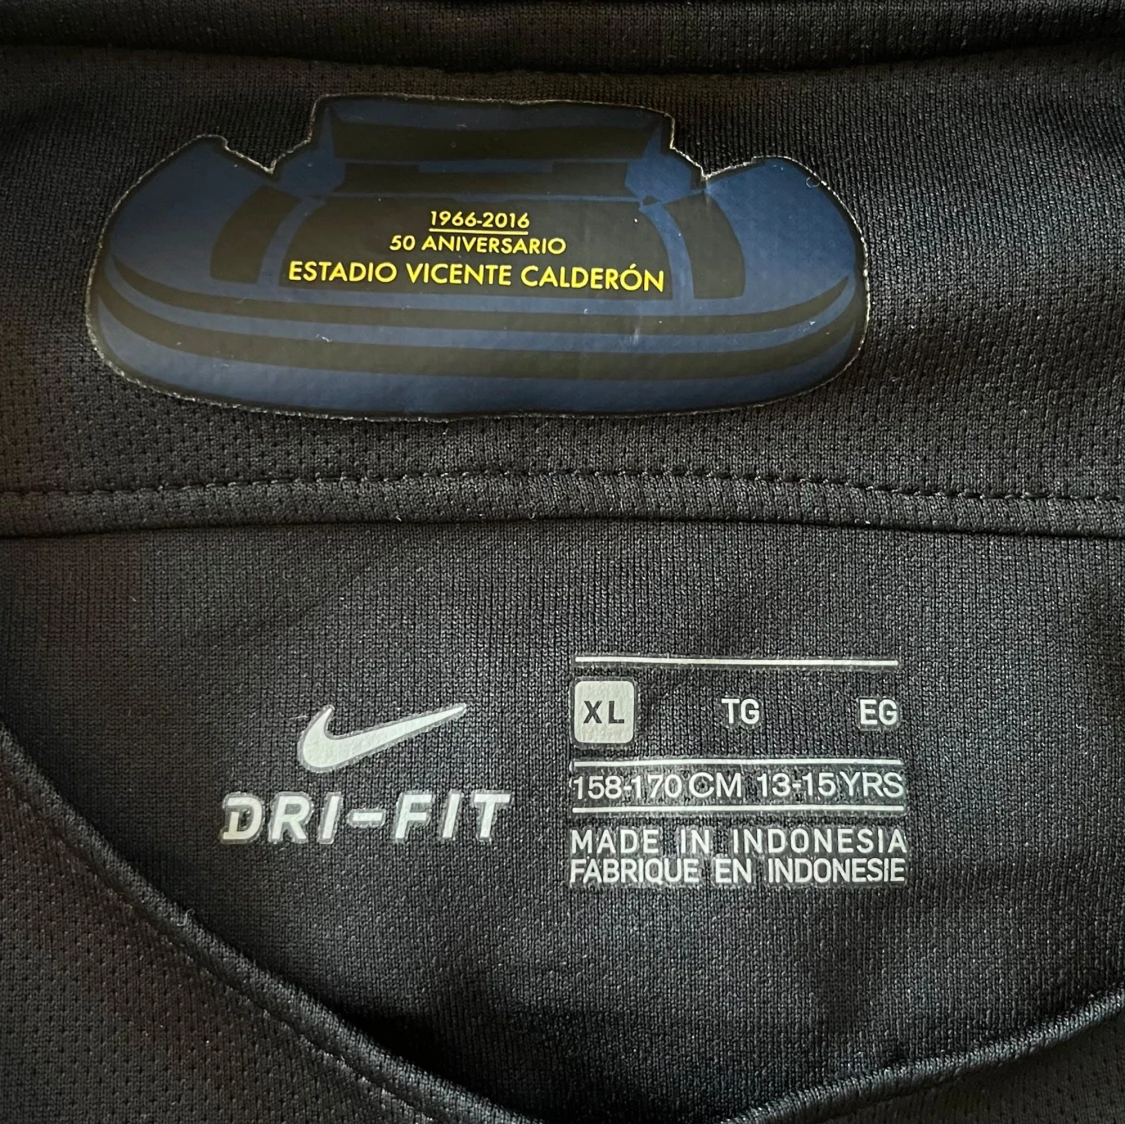 1966-2016
50 ANIVERSARIO
ESTADIO VICENTE CALDERÓN
XL TG EG
158-170 CM 13-15 YRS
DRI-FIT
MADE IN INDONESIA
FABRIQUE EN INDONESIE